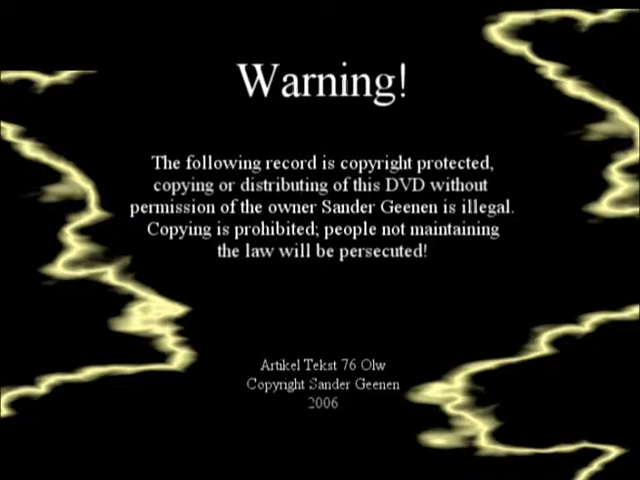 Warning!
The following record is copyright protected,
copying or distributing of this DVD without
permission of the owner Sander Geenen is illegal.
Copying is prohibited; people not maintaining
the law will be persecuted!
Artikel Tekst 76 Olw
Copyright Sander Geenen
2006